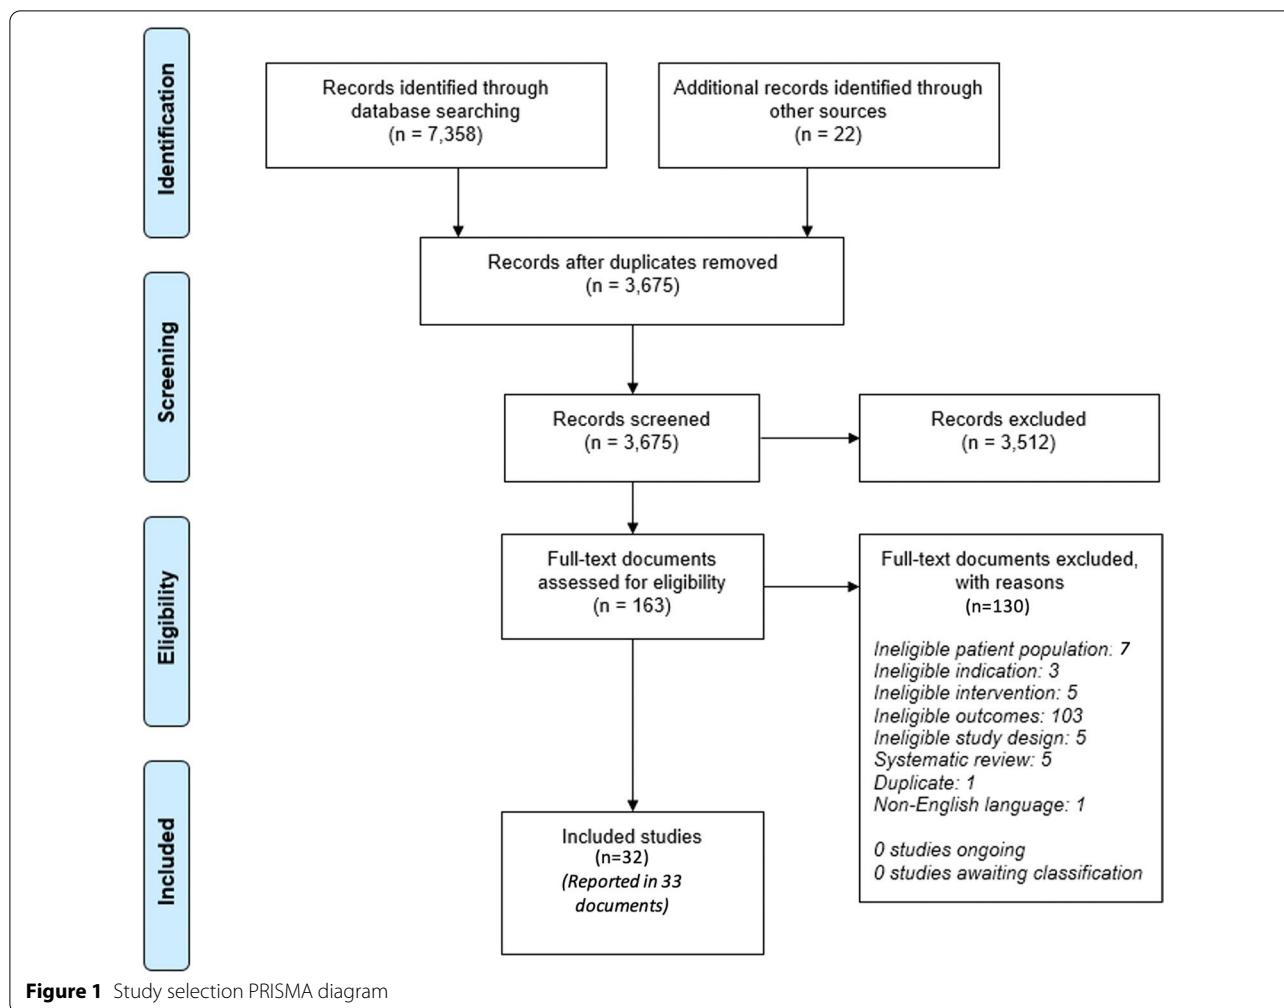 Identification
Records identified through
database searching
(n = 7,358)
Additional records identified through
other sources
(n = 22)
Records after duplicates removed
(n = 3,675)
Screening
Records screened
(n = 3,675)
Records excluded
(n = 3,512)
Eligibility
Full-text documents
assessed for eligibility
(n = 163)
Full-text documents excluded,
with reasons
(n=130)
Ineligible patient population: 7
Ineligible indication: 3
Ineligible intervention: 5
Ineligible outcomes: 103
Ineligible study design: 5
Systematic review: 5
Duplicate: 1
Non-English language: 1
0 studies ongoing
0 studies awaiting classification
Included
Included studies
(n=32)
(Reported in 33
documents)
Figure 1 Study selection PRISMA diagram